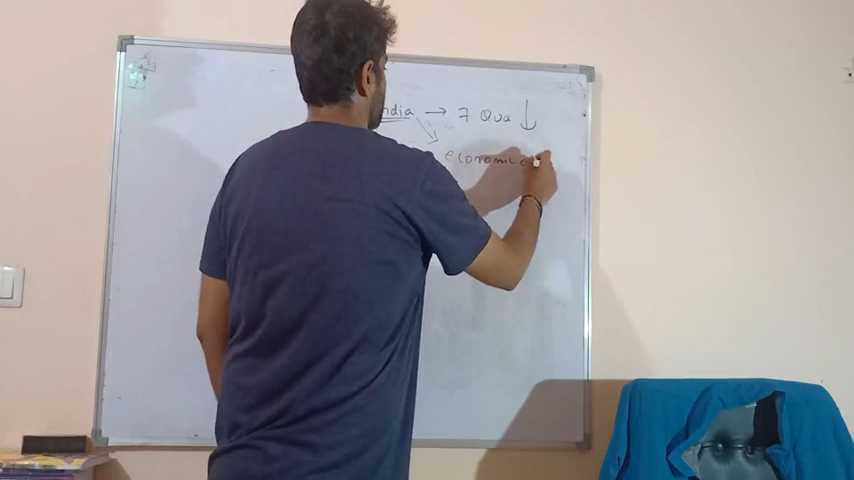 ndia → 7 Qua ↓
economic